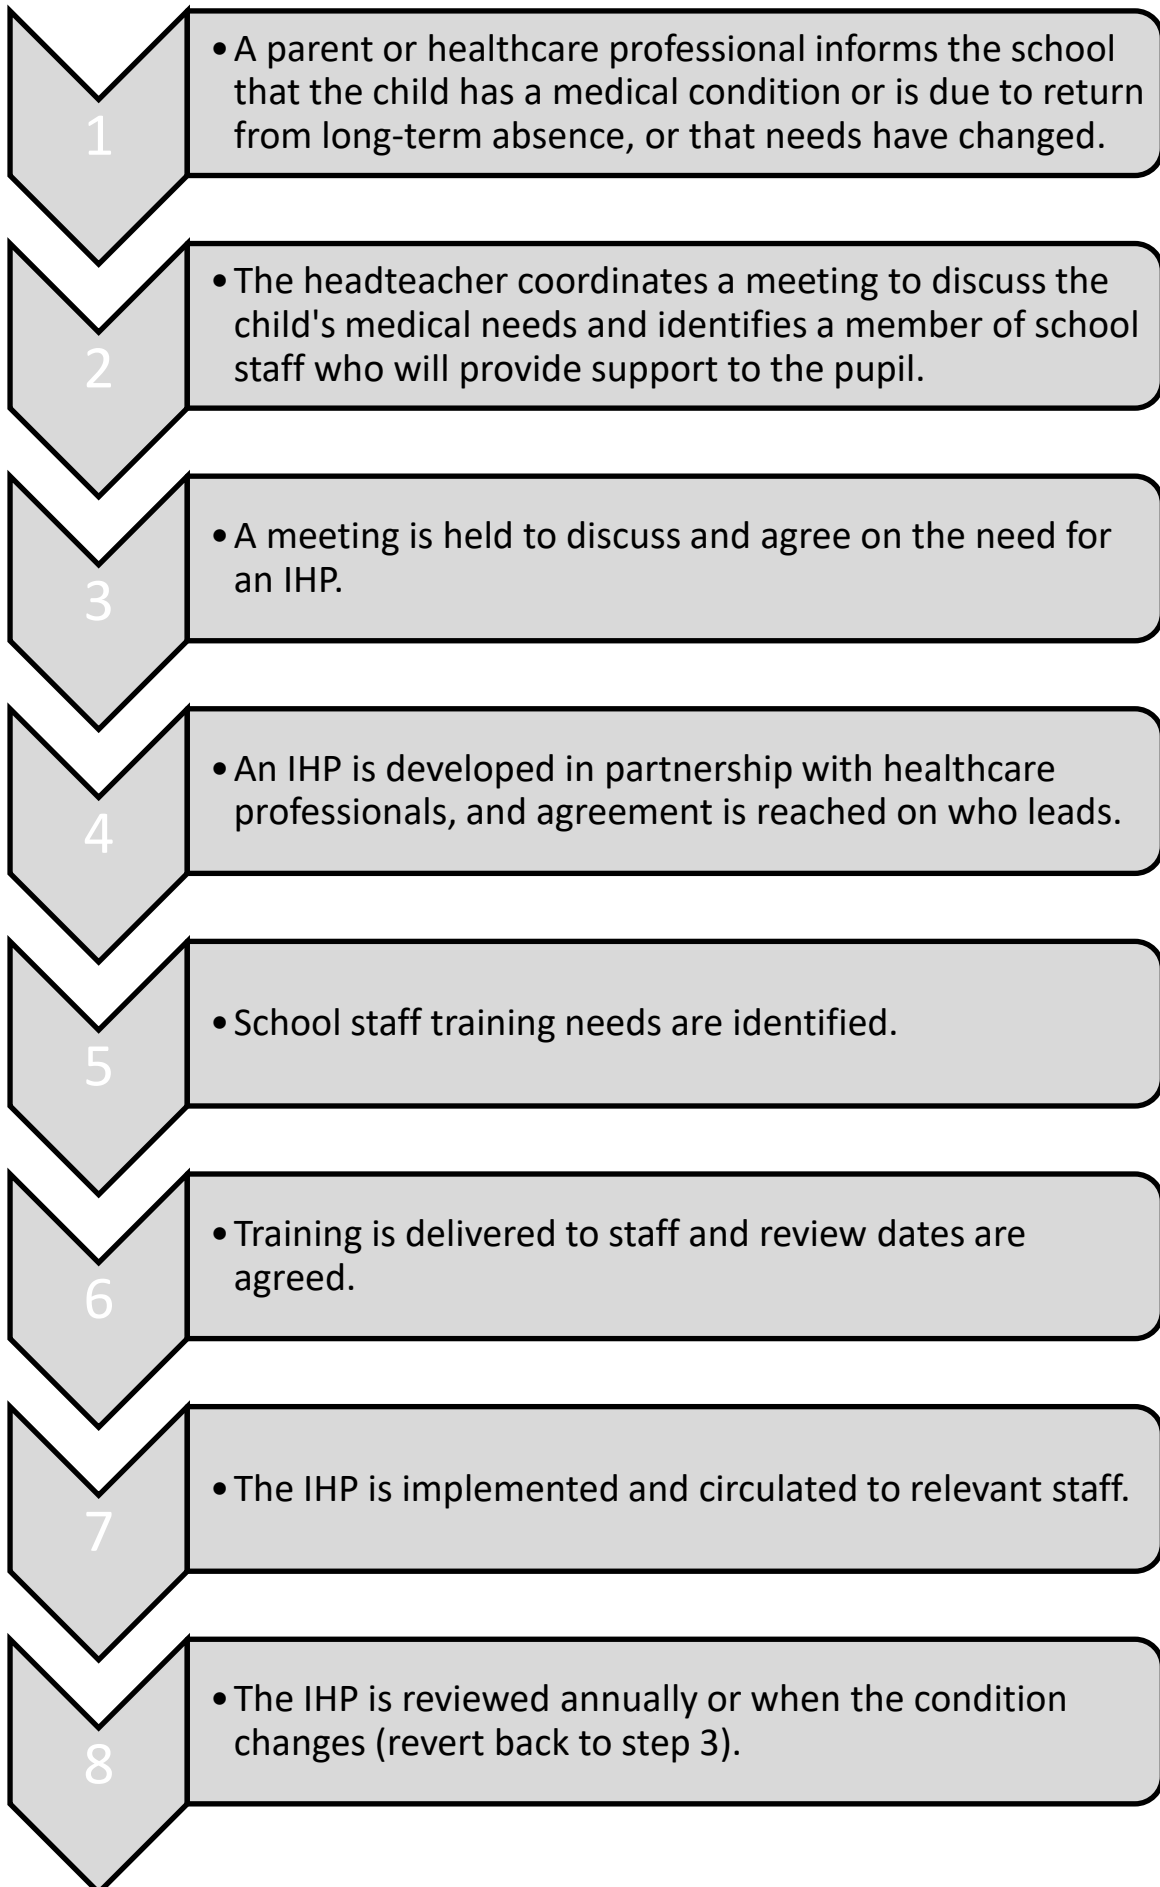 1
• A parent or healthcare professional informs the school
that the child has a medical condition or is due to return
from long-term absence, or that needs have changed.
2
• The headteacher coordinates a meeting to discuss the
child's medical needs and identifies a member of school
staff who will provide support to the pupil.
3
• A meeting is held to discuss and agree on the need for
an IHP.
4
• An IHP is developed in partnership with healthcare
professionals, and agreement is reached on who leads.
5
• School staff training needs are identified.
6
• Training is delivered to staff and review dates are
agreed.
7
• The IHP is implemented and circulated to relevant staff.
8
• The IHP is reviewed annually or when the condition
changes (revert back to step 3).